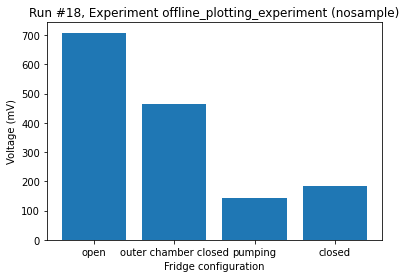 Run #18, Experiment offline_plotting_experiment (nosample)
Voltage (mV)
700
600
500
400
300
200
100
0
open outer chamber closed pumping closed
Fridge configuration